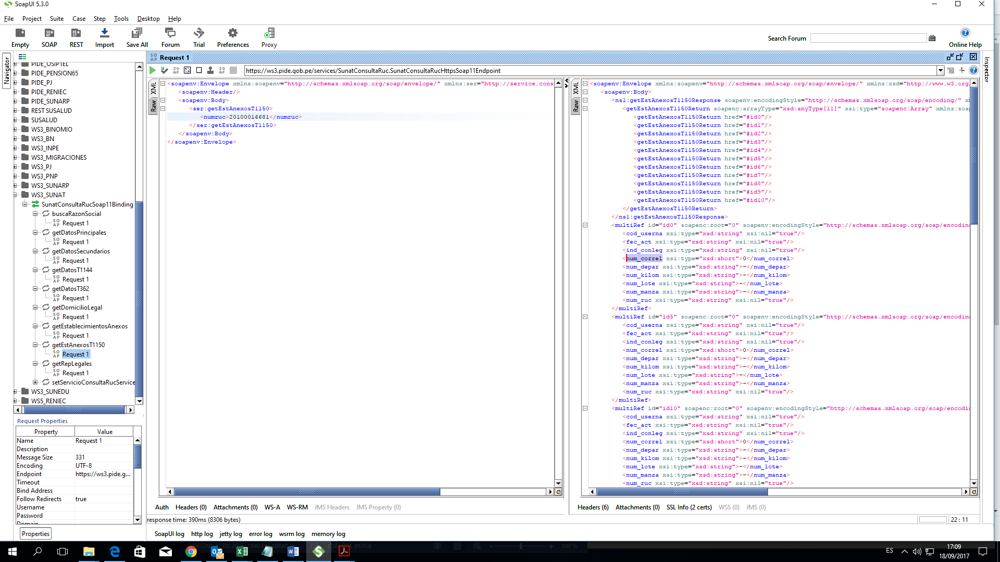 SoapUI 5.3.0
File Project Suite Case Step Tools Desktop Help
Empty SOAP REST Import Save All Forum Trial Preferences Proxy
Search Forum
Online Help
Navigator
PIDE_OSIPTEL
PIDE_PENSION65
PIDE_PJ
PIDE_RENIEC
PIDE_SUNARP
REST SUSALUD
SUSALUD
WS3_BINOMIO
WS3_BN
WS3_INPE
WS3_MIGRACIONES
WS3_PJ
WS3_PNP
WS3_SUNARP
WS3_SUNAT
SunatConsultaRucSoap11Binding
buscaRazonSocial
Request 1
getDatosPrincipales
Request 1
getDatosSecundarios
Request 1
getDatosT1144
Request 1
getDatosT362
Request 1
getDomicilioLegal
Request 1
getEstablecimientosAnexos
Request 1
getEstAnexosT1150
Request 1
getRepLegales
Request 1
setServicioConsultaRucService
WS3_SUNEDU
WS5_RENIEC
Request Properties
Property Value
Name Request 1
Description
Message Size 331
Encoding UTF-8
Endpoint https://ws3.pide.g...
Timeout
Bind Address
Follow Redirects true
Username
Password
Domain
Properties
Request 1
https://ws3.pide.gob.pe/services/SunatConsultaRuc.SunatConsultaRucHttpsSoap11Endpoint
XML
Raw
<soapenv:Envelope xmlns:soapenv="http://schemas.xmlsoap.org/soap/envelope/" xmlns:ser="http://service.cons
<soapenv:Header/>
<soapenv:Body>
<ser:getEstAnexosT1150>
<numruc>20100016681</numruc>
</ser:getEstAnexosT1150>
</soapenv:Body>
</soapenv:Envelope>
Auth Headers (0) Attachments (0) WS-A WS-RM JMS Headers JMS Property (0)
response time: 390ms (8306 bytes)
XML
Raw
<soapenv:Envelope xmlns:soapenv="http://schemas.xmlsoap.org/soap/envelope/" xmlns:xsd="http://www.w3.org
<soapenv:Body>
<ns1:getEstAnexosT1150Response soapenv:encodingStyle="http://schemas.xmlsoap.org/soap/encoding/" xm
<getEstAnexosT1150Return soapenc:arrayType="xsd:anyType[11]" xsi:type="soapenc:Array" xmlns:soap
<getEstAnexosT1150Return href="#id0"/>
<getEstAnexosT1150Return href="#id1"/>
<getEstAnexosT1150Return href="#id2"/>
<getEstAnexosT1150Return href="#id3"/>
<getEstAnexosT1150Return href="#id4"/>
<getEstAnexosT1150Return href="#id5"/>
<getEstAnexosT1150Return href="#id6"/>
<getEstAnexosT1150Return href="#id7"/>
<getEstAnexosT1150Return href="#id8"/>
<getEstAnexosT1150Return href="#id9"/>
<getEstAnexosT1150Return href="#id10"/>
</getEstAnexosT1150Return>
</ns1:getEstAnexosT1150Response>
<multiRef id="id0" soapenc:root="0" soapenv:encodingStyle="http://schemas.xmlsoap.org/soap/encoding
<cod_userna xsi:type="xsd:string" xsi:nil="true"/>
<fec_act xsi:type="xsd:string" xsi:nil="true"/>
<ind_conleg xsi:type="xsd:string" xsi:nil="true"/>
<num_correl xsi:type="xsd:short">0</num_correl>
<num_depar xsi:type="xsd:string">-</num_depar>
<num_kilom xsi:type="xsd:string">-</num_kilom>
<num_lote xsi:type="xsd:string">-</num_lote>
<num_manza xsi:type="xsd:string">-</num_manza>
<num_ruc xsi:type="xsd:string" xsi:nil="true"/>
</multiRef>
<multiRef id="id5" soapenc:root="0" soapenv:encodingStyle="http://schemas.xmlsoap.org/soap/encoding
<cod_userna xsi:type="xsd:string" xsi:nil="true"/>
<fec_act xsi:type="xsd:string" xsi:nil="true"/>
<ind_conleg xsi:type="xsd:string" xsi:nil="true"/>
<num_correl xsi:type="xsd:short">0</num_correl>
<num_depar xsi:type="xsd:string">-</num_depar>
<num_kilom xsi:type="xsd:string">-</num_kilom>
<num_lote xsi:type="xsd:string">-</num_lote>
<num_manza xsi:type="xsd:string">-</num_manza>
<num_ruc xsi:type="xsd:string" xsi:nil="true"/>
</multiRef>
<multiRef id="id10" soapenc:root="0" soapenv:encodingStyle="http://schemas.xmlsoap.org/soap/encodin
<cod_userna xsi:type="xsd:string" xsi:nil="true"/>
<fec_act xsi:type="xsd:string" xsi:nil="true"/>
<ind_conleg xsi:type="xsd:string" xsi:nil="true"/>
<num_correl xsi:type="xsd:short">0</num_correl>
<num_depar xsi:type="xsd:string">-</num_depar>
<num_kilom xsi:type="xsd:string">-</num_kilom>
<num_lote xsi:type="xsd:string">-</num_lote>
<num_manza xsi:type="xsd:string">-</num_manza>
<num_ruc xsi:type="xsd:string" xsi:nil="true"/>
Headers (6) Attachments (0) SSL Info (2 certs) WSS (0) JMS (0)
22 : 11
Inspector
SoapUI log http log jetty log error log wsrm log memory log
ES
17:09
18/09/2017